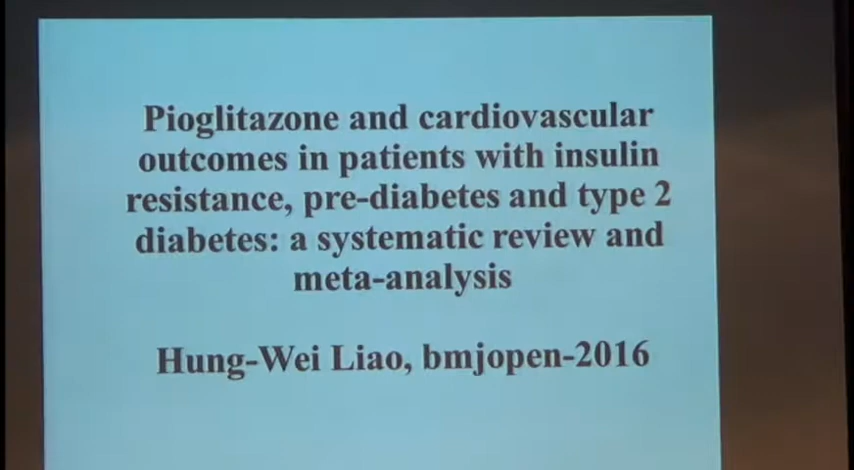 Pioglitazone and cardiovascular
outcomes in patients with insulin
resistance, pre-diabetes and type 2
diabetes: a systematic review and
meta-analysis
Hung-Wei Liao, bmjopen-2016